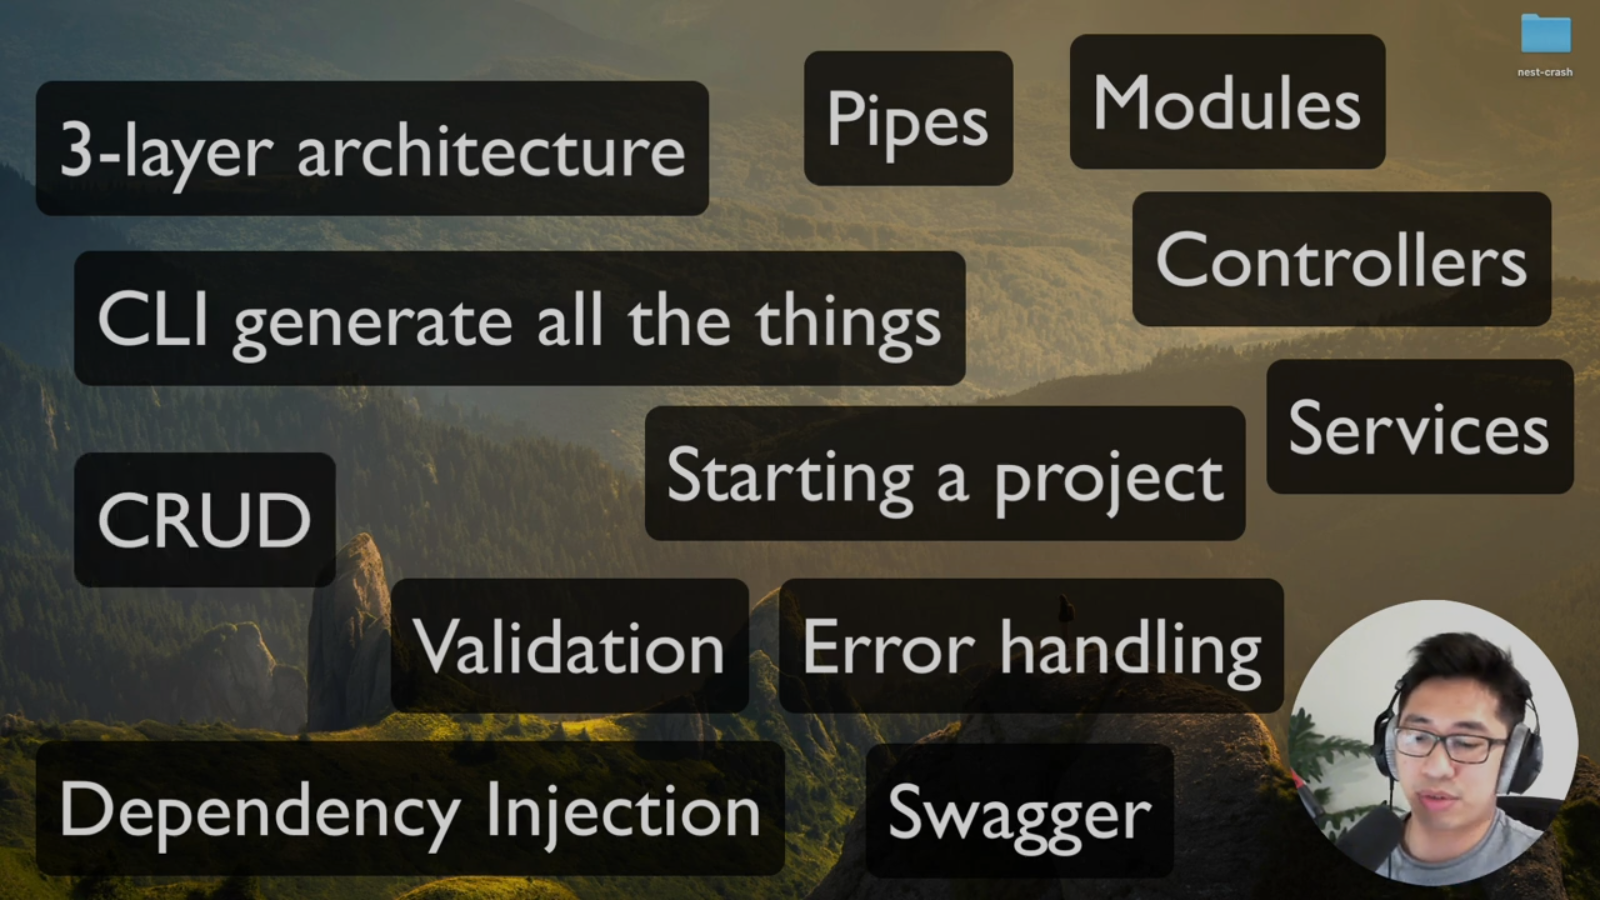 3-layer architecture
Pipes
Modules
nest-crash
Controllers
CLI generate all the things
Services
Starting a project
CRUD
Validation
Error handling
Dependency Injection
Swagger